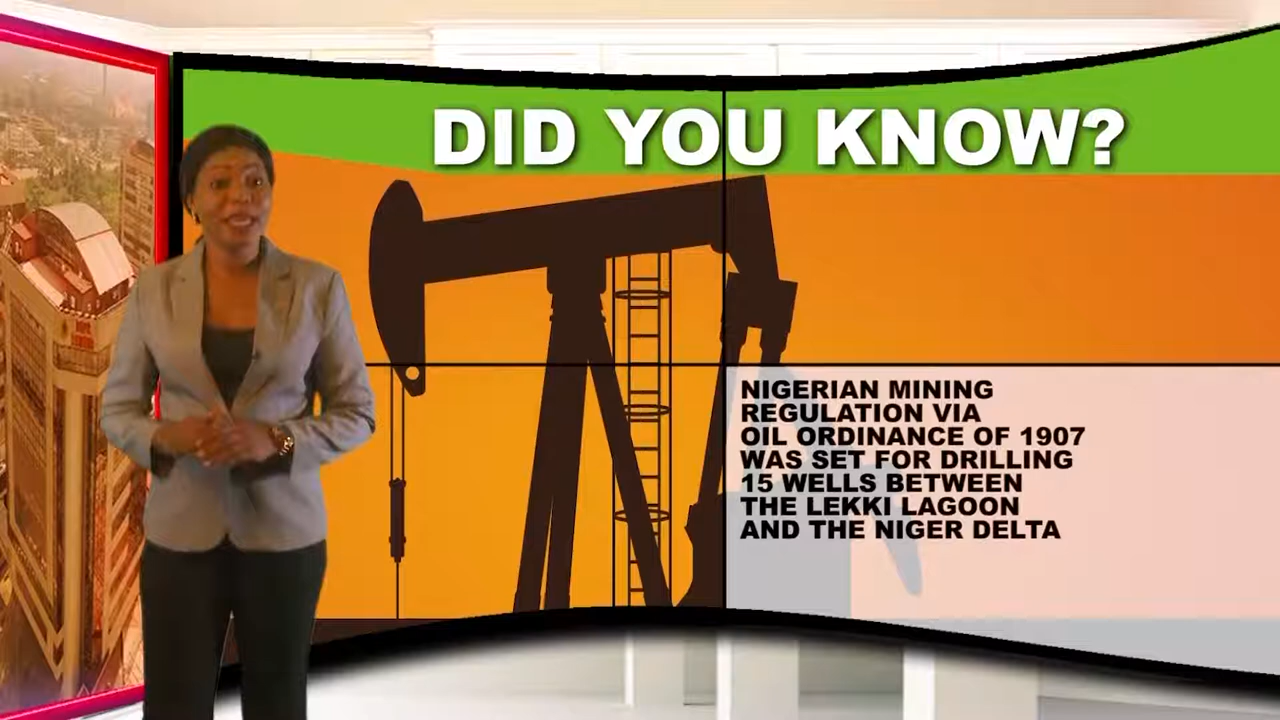 DID YOU KNOW?
NIGERIAN MINING
REGULATION VIA
OIL ORDINANCE OF 1907
WAS SET FOR DRILLING
15 WELLS BETWEEN
THE LEKKI LAGOON
AND THE NIGER DELTA